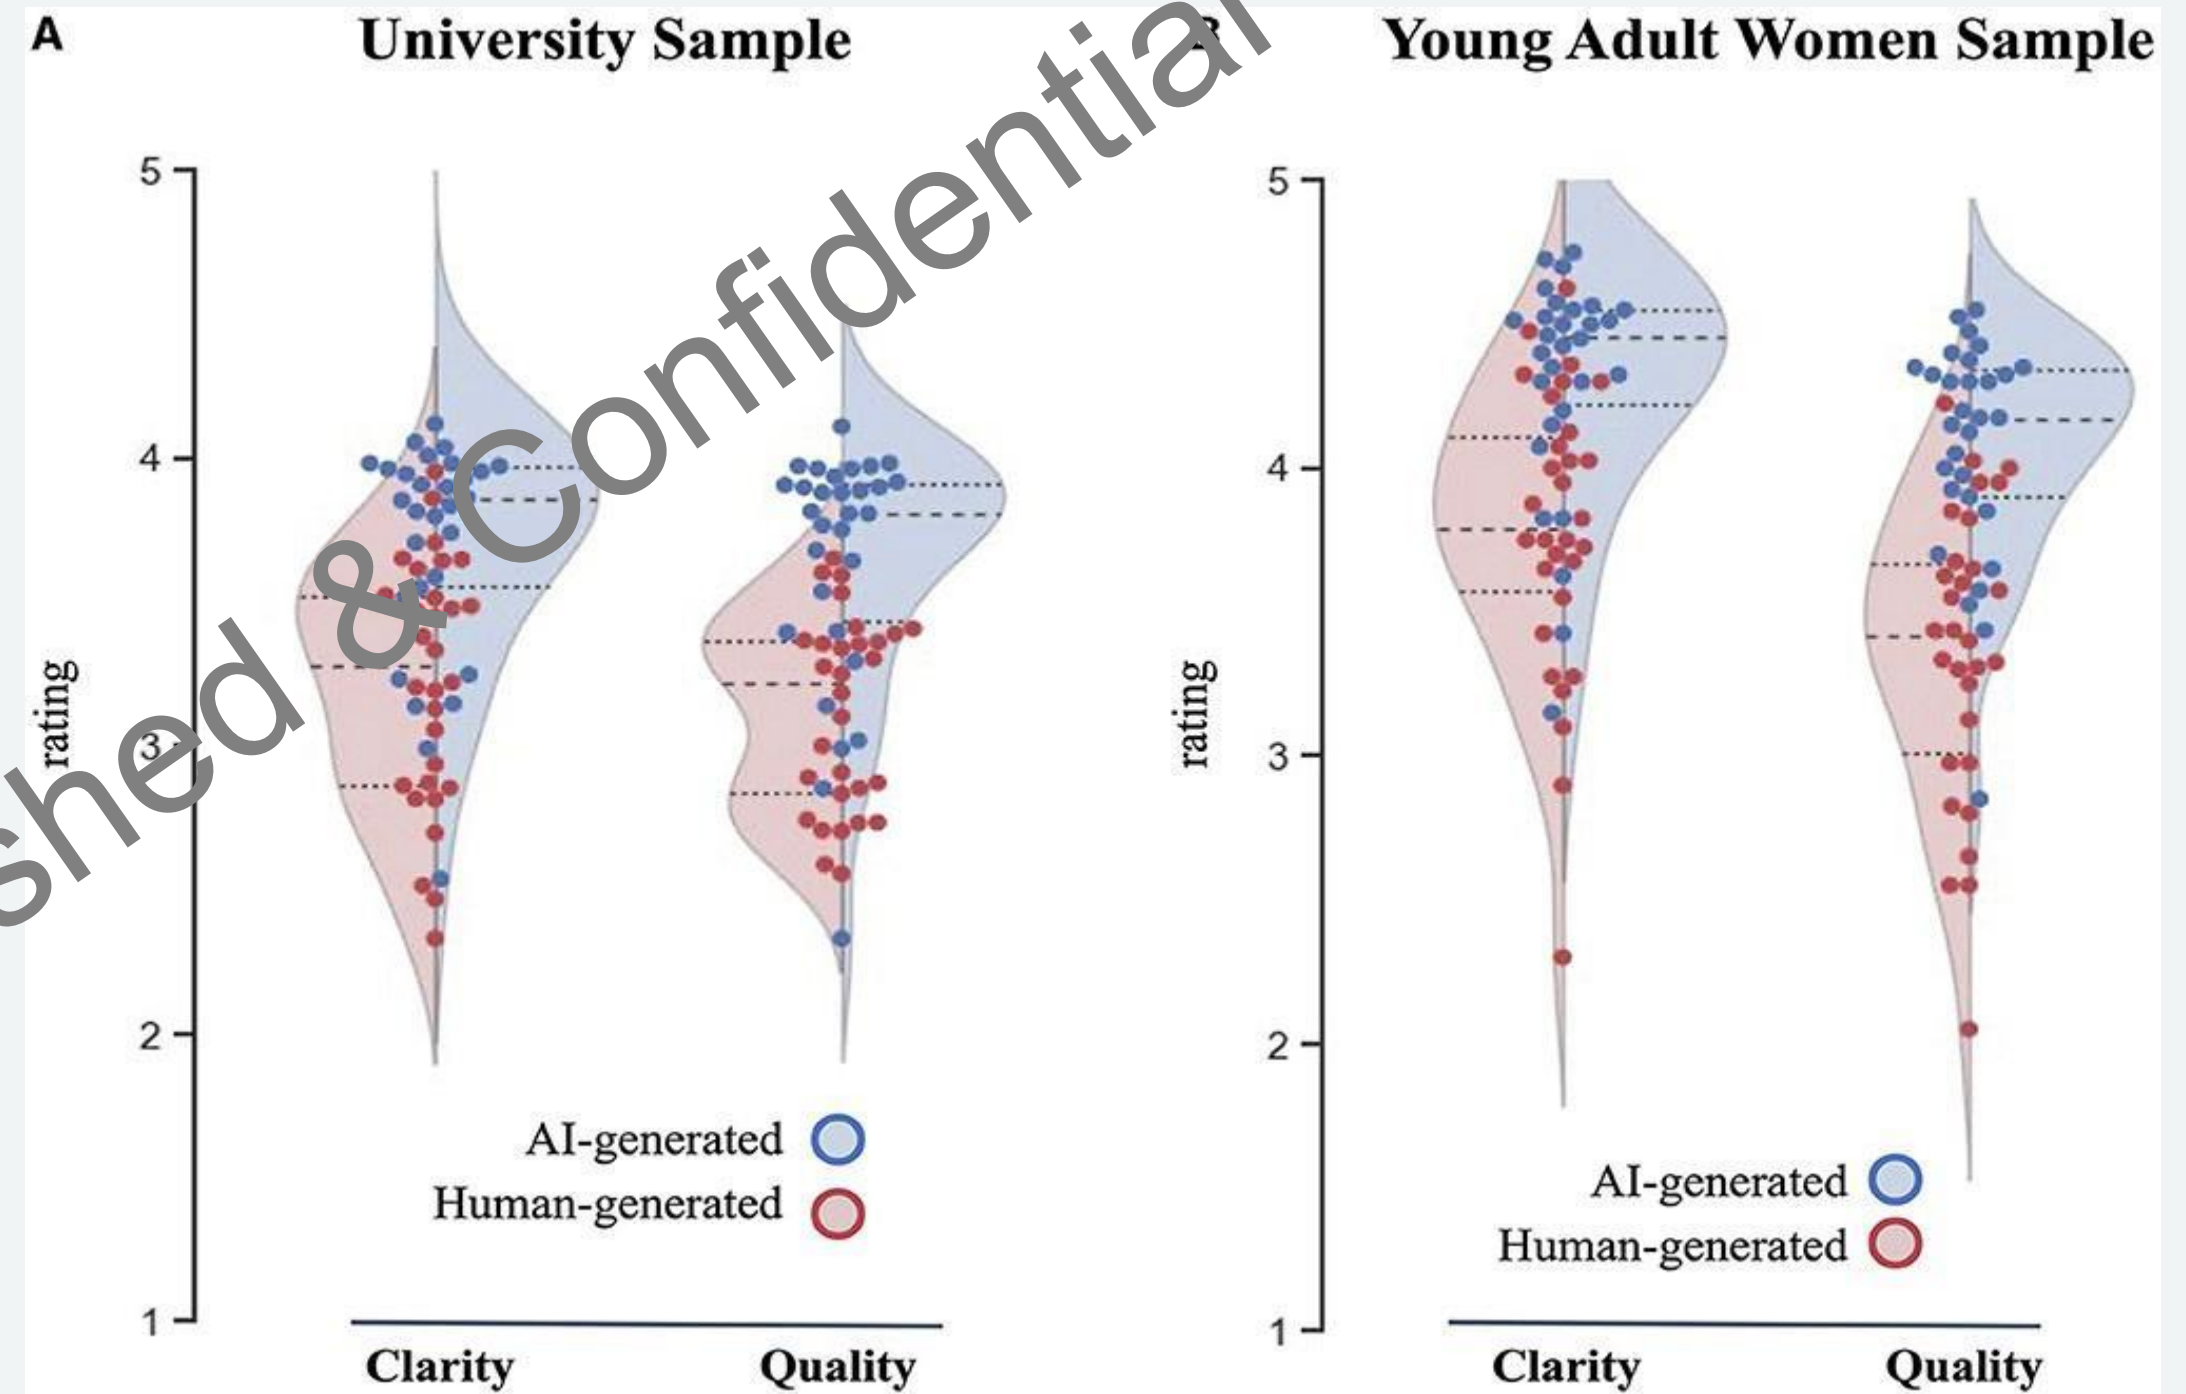 A
University Sample
B
Young Adult Women Sample
5
4
3
2
1
rating
AI-generated
Human-generated
Clarity
Quality
5
4
3
2
1
rating
AI-generated
Human-generated
Clarity
Quality
shed & Confidential